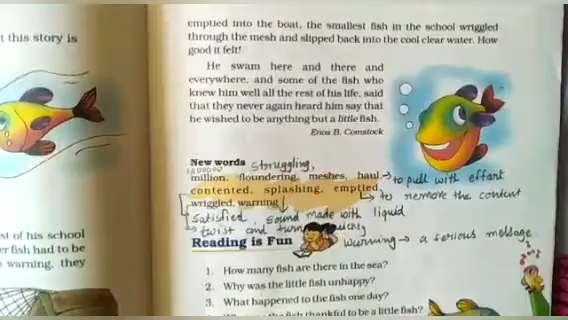 t this story is
st of his school
er fish had to be
warning, they
emptied into the boat, the smallest fish in the school wriggled
through the mesh and slipped back into the cool clear water. How
good it felt!
He swam here and there and
everywhere, and some of the fish who
knew him well all the rest of his life, said
that they never again heard him say that
he wished to be anything but a little fish.
Enos B. Comstock
New words struggling,
million, floundering, meshes, haul, → to pull with effort
contented, splashing, emptied,
→ to remove the content
wriggled, warning
satisfied, sound made with liquid
→ twist and turn quickly
Reading is Fun warning → a serious message
1. How many fish are there in the sea?
2. Why was the little fish unhappy?
3. What happened to the fish one day?
the fish thankful to be a little fish?